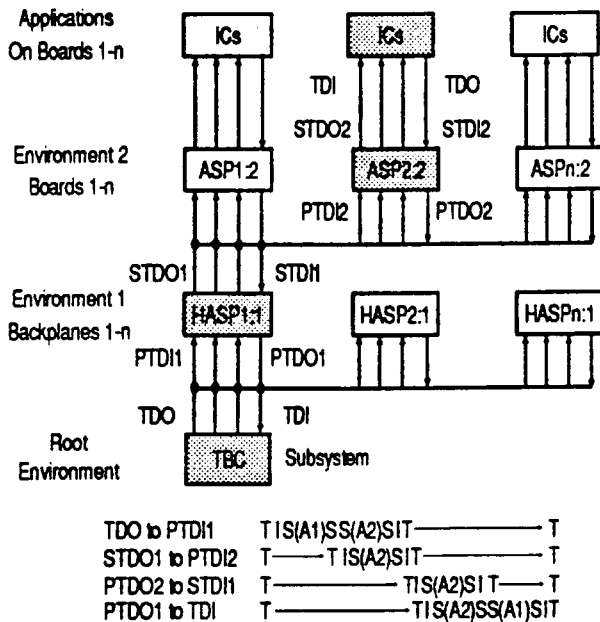 Applications
On Boards 1-n
ICs
ICs
ICs
TDI
TDO
STDO2
STDI2
Environment 2
Boards 1-n
ASP1:2
ASP2:2
ASPn:2
PTDI2
PTDO2
STDO1
STDI1
Environment 1
Backplanes 1-n
HASP1:1
HASP2:1
HASPn:1
PTDI1
PTDO1
TDO
TDI
Root
Environment
TBC
Subsystem
TDO to PTDI1 TIS(A1)SS(A2)SIT T
STDO1 to PTDI2 T TIS(A2)SIT T
PTDO2 to STDI1 T TIS(A2)SIT T
PTDO1 to TDI T TIS(A2)SS(A1)SIT